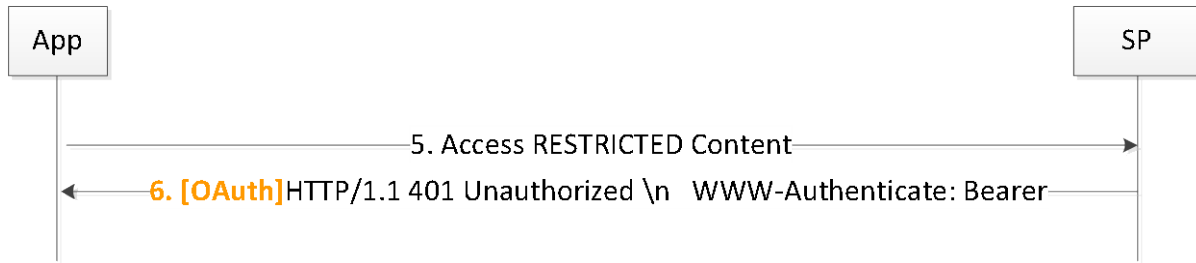 App
SP
5. Access RESTRICTED Content
6. [OAuth]HTTP/1.1 401 Unauthorized \n   WWW-Authenticate: Bearer